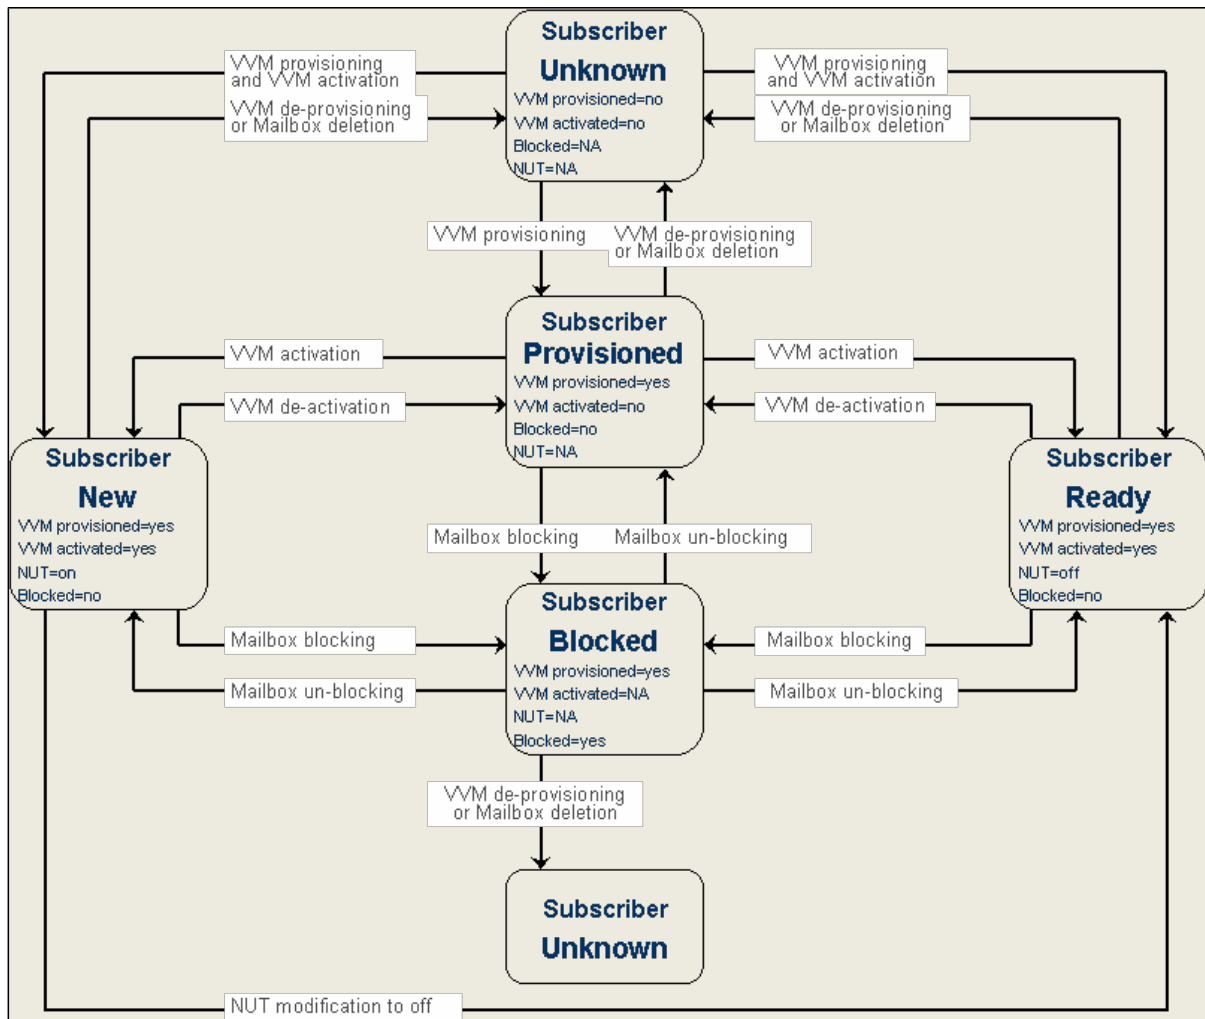 Subscriber
Unknown
VVM provisioned=no
VVM activated=no
Blocked=NA
NUT=NA
VVM provisioning
and VVM activation
VVM de-provisioning
or Mailbox deletion
VVM provisioning
and VVM activation
VVM de-provisioning
or Mailbox deletion
VVM provisioning
VVM de-provisioning
or Mailbox deletion
Subscriber
Provisioned
VVM provisioned=yes
VVM activated=no
Blocked=no
NUT=NA
VVM activation
VVM de-activation
VVM activation
VVM de-activation
Subscriber
New
VVM provisioned=yes
VVM activated=yes
NUT=on
Blocked=no
Subscriber
Ready
VVM provisioned=yes
VVM activated=yes
NUT=off
Blocked=no
Mailbox blocking
Mailbox un-blocking
Subscriber
Blocked
VVM provisioned=yes
VVM activated=NA
NUT=NA
Blocked=yes
Mailbox blocking
Mailbox un-blocking
Mailbox blocking
Mailbox un-blocking
VVM de-provisioning
or Mailbox deletion
Subscriber
Unknown
NUT modification to off